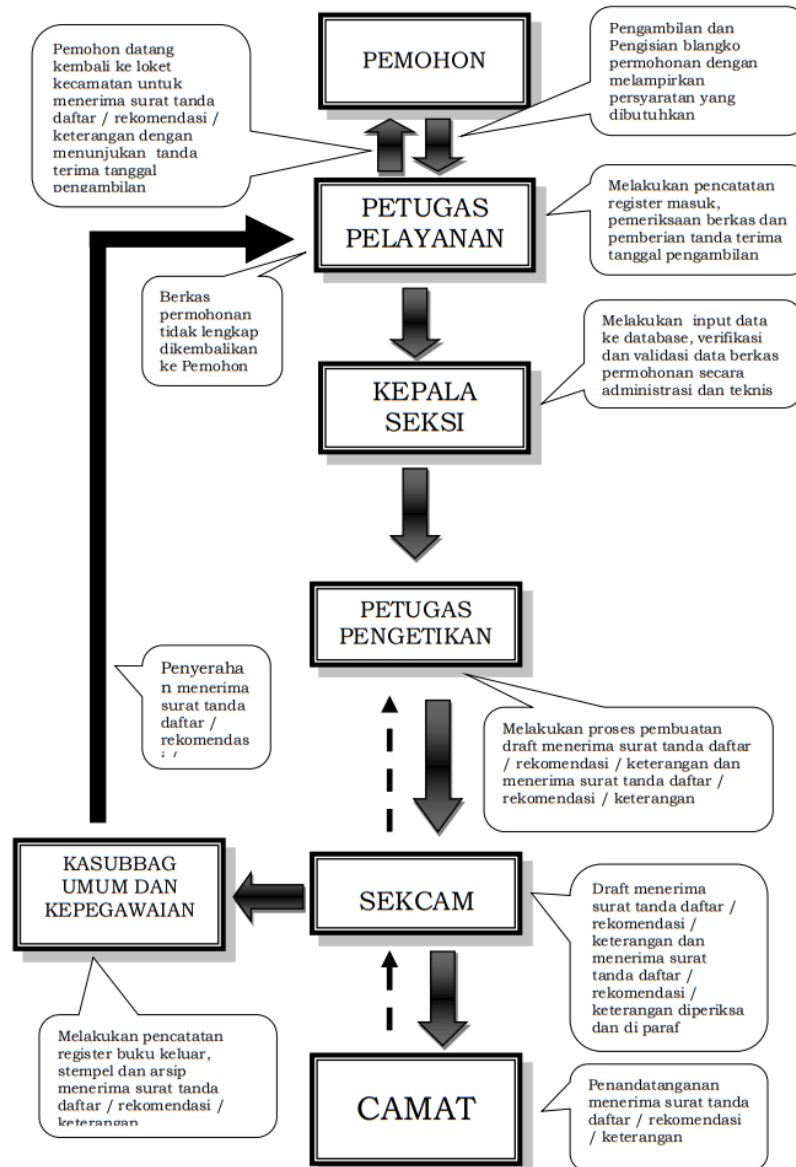 PEMOHON
Pemohon datang
kembali ke loket
kecamatan untuk
menerima surat tanda
daftar / rekomendasi /
keterangan dengan
menunjukan tanda
terima tanggal
pengambilan
Pengambilan dan
Pengisian blangko
permohonan dengan
melampirkan
persyaratan yang
dibutuhkan
PETUGAS
PELAYANAN
Melakukan pencatatan
register masuk,
pemeriksaan berkas dan
pemberian tanda terima
tanggal pengambilan
Berkas
permohonan
tidak lengkap
dikembalikan
ke Pemohon
Melakukan input data
ke database, verifikasi
dan validasi data berkas
permohonan secara
administrasi dan teknis
KEPALA
SEKSI
PETUGAS
PENGETIKAN
Penyeraha
n menerima
surat tanda
daftar /
rekomendas
i /
Melakukan proses pembuatan
draft menerima surat tanda daftar
/ rekomendasi / keterangan dan
menerima surat tanda daftar /
rekomendasi / keterangan
KASUBBAG
UMUM DAN
KEPEGAWAIAN
SEKCAM
Draft menerima
surat tanda daftar /
rekomendasi /
keterangan dan
menerima surat
tanda daftar /
rekomendasi /
keterangan diperiksa
dan di paraf
Melakukan pencatatan
register buku keluar,
stempel dan arsip
menerima surat tanda
daftar / rekomendasi /
keterangan
CAMAT
Penandatanganan
menerima surat tanda
daftar / rekomendasi
/ keterangan